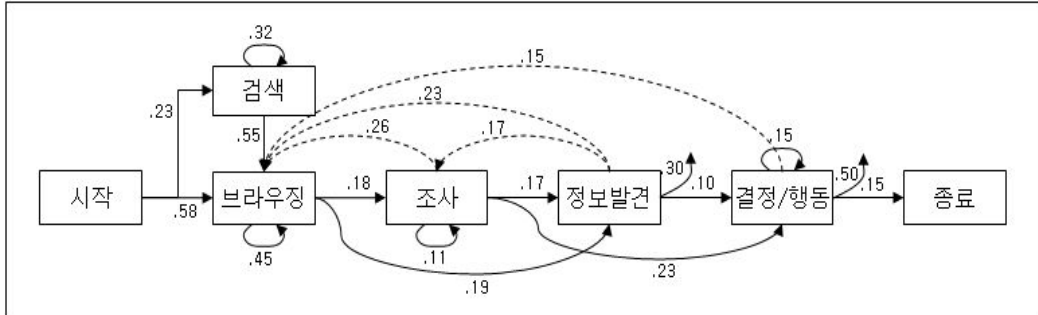 .32
.15
검색
.23
.23
.55
.26
.17
.15
시작
.58
브라우징
.18
조사
.17
정보발견
.30
.10
결정/행동
.50
.15
종료
.45
.11
.19
.23